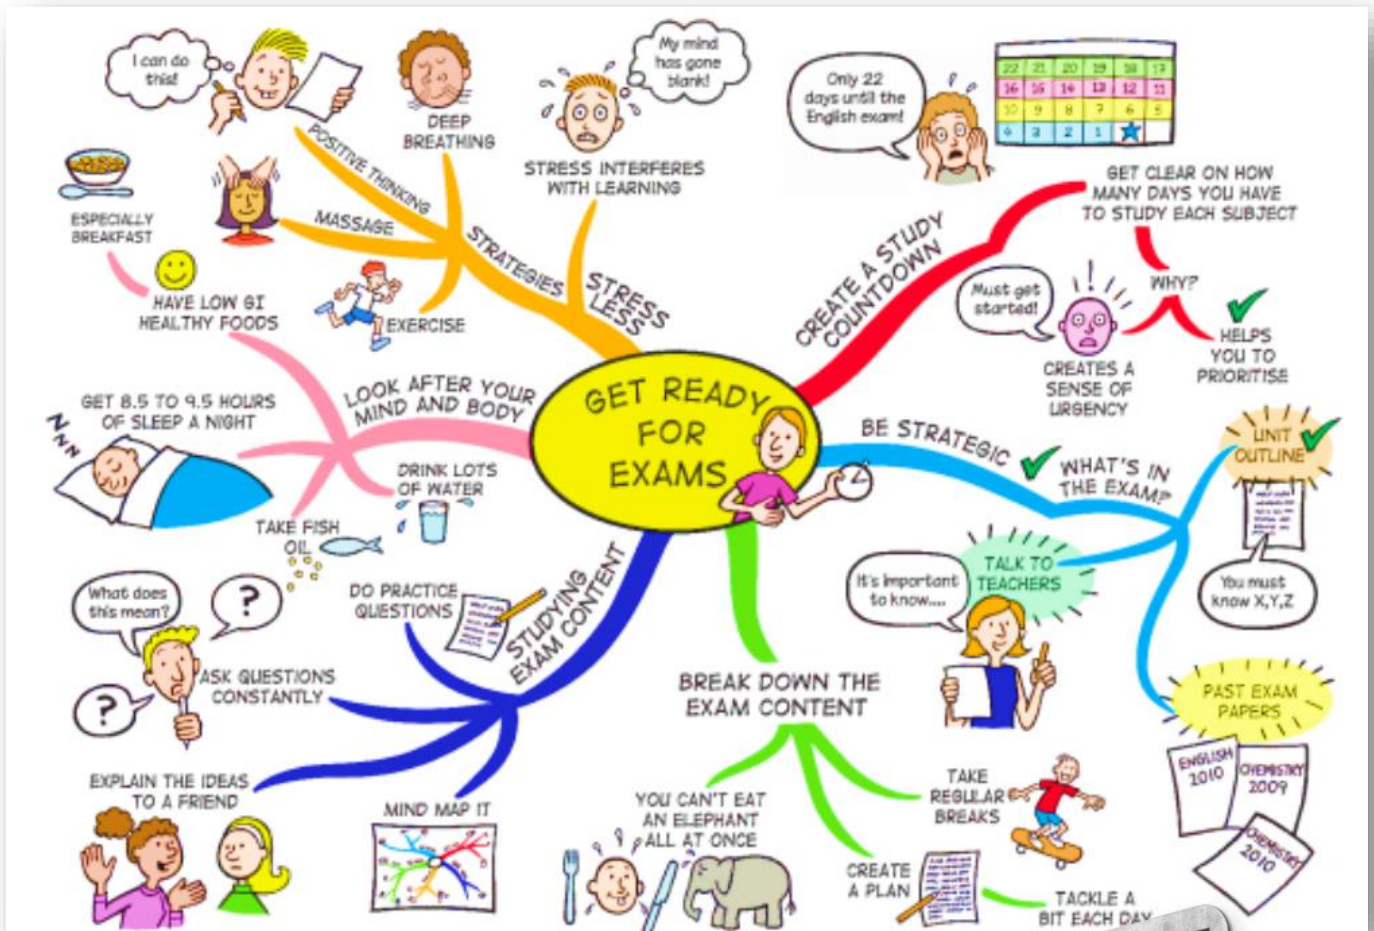 I can do
this!
POSITIVE THINKING
DEEP
BREATHING
My mind
has gone
blank!
STRESS INTERFERES
WITH LEARNING
MASSAGE
STRATEGIES
EXERCISE
STRESS
LESS
ESPECIALLY
BREAKFAST
HAVE LOW GI
HEALTHY FOODS
LOOK AFTER YOUR
MIND AND BODY
GET 8.5 TO 9.5 HOURS
OF SLEEP A NIGHT
ZZZ
DRINK LOTS
OF WATER
TAKE FISH
OIL
Only 22
days until the
English exam!
22 21 20 19 18 17
16 15 14 13 12 11
10 9 8 7 6 5
4 3 2 1
CREATE A STUDY
COUNTDOWN
GET CLEAR ON HOW
MANY DAYS YOU HAVE
TO STUDY EACH SUBJECT
WHY?
Must get
started!
!!!
CREATES A
SENSE OF
URGENCY
HELPS
YOU TO
PRIORITISE
GET READY
FOR
EXAMS
BE STRATEGIC
WHAT'S IN
THE EXAM?
UNIT
OUTLINE
You must
know X,Y,Z
TALK TO
TEACHERS
It's important
to know....
PAST EXAM
PAPERS
ENGLISH
2010
CHEMISTRY
2009
CHEMISTRY
2010
STUDYING
EXAM CONTENT
DO PRACTICE
QUESTIONS
What does
this mean?
?
?
ASK QUESTIONS
CONSTANTLY
EXPLAIN THE IDEAS
TO A FRIEND
MIND MAP IT
BREAK DOWN THE
EXAM CONTENT
YOU CAN'T EAT
AN ELEPHANT
ALL AT ONCE
TAKE
REGULAR
BREAKS
CREATE
A PLAN
TACKLE A
BIT EACH DAY